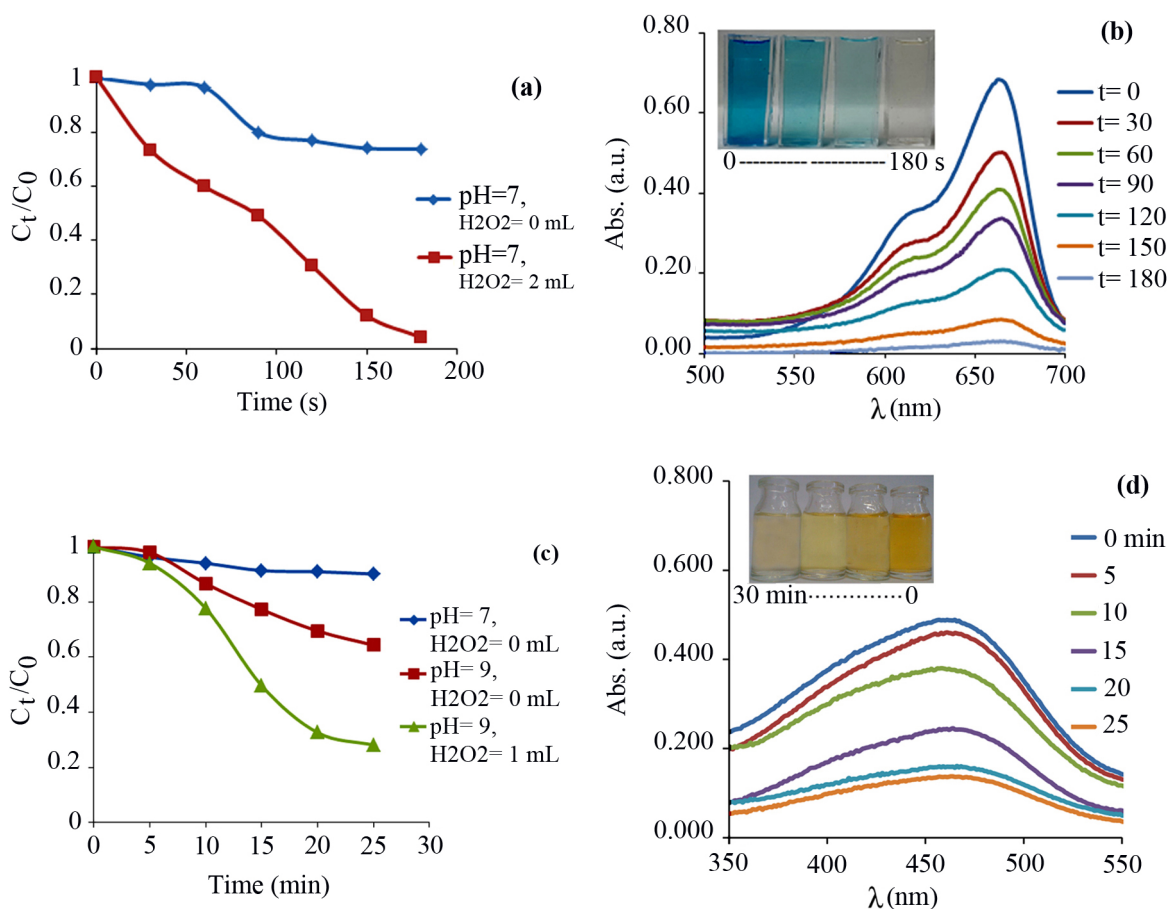 (a)
1
0.8
0.6
0.4
0.2
0
Ct/C0
0 50 100 150 200
Time (s)
pH=7,
H2O2= 0 mL
pH=7,
H2O2= 2 mL
(b)
0.80
0.60
0.40
0.20
0.00
Abs. (a.u.)
0---------- -----------180 s
500 550 600 650 700
λ (nm)
t= 0
t= 30
t= 60
t= 90
t= 120
t= 150
t= 180
(c)
1
0.8
0.6
0.4
0.2
0
Ct/C0
0 5 10 15 20 25 30
Time (min)
pH= 7,
H2O2= 0 mL
pH= 9,
H2O2= 0 mL
pH= 9,
H2O2= 1 mL
(d)
0.800
0.600
0.400
0.200
0.000
Abs. (a.u.)
30 min............0
350 400 450 500 550
λ (nm)
0 min
5
10
15
20
25